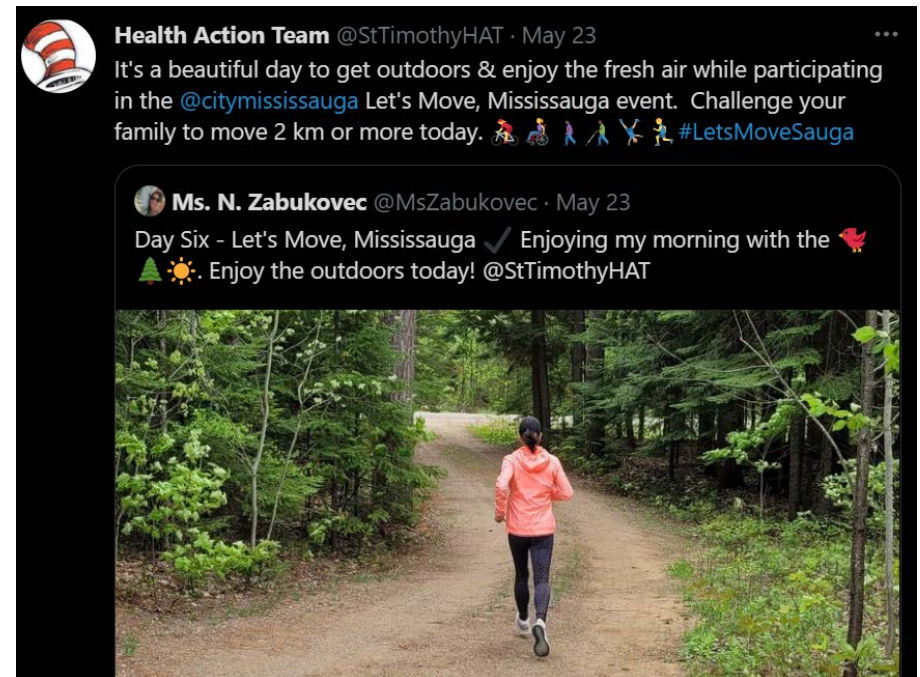 Health Action Team @StTimothyHAT · May 23
It's a beautiful day to get outdoors & enjoy the fresh air while participating
in the @citymississauga Let's Move, Mississauga event. Challenge your
family to move 2 km or more today. #LetsMoveSauga
Ms. N. Zabukovec @MsZabukovec · May 23
Day Six - Let's Move, Mississauga ✔ Enjoying my morning with the
. Enjoy the outdoors today! @StTimothyHAT